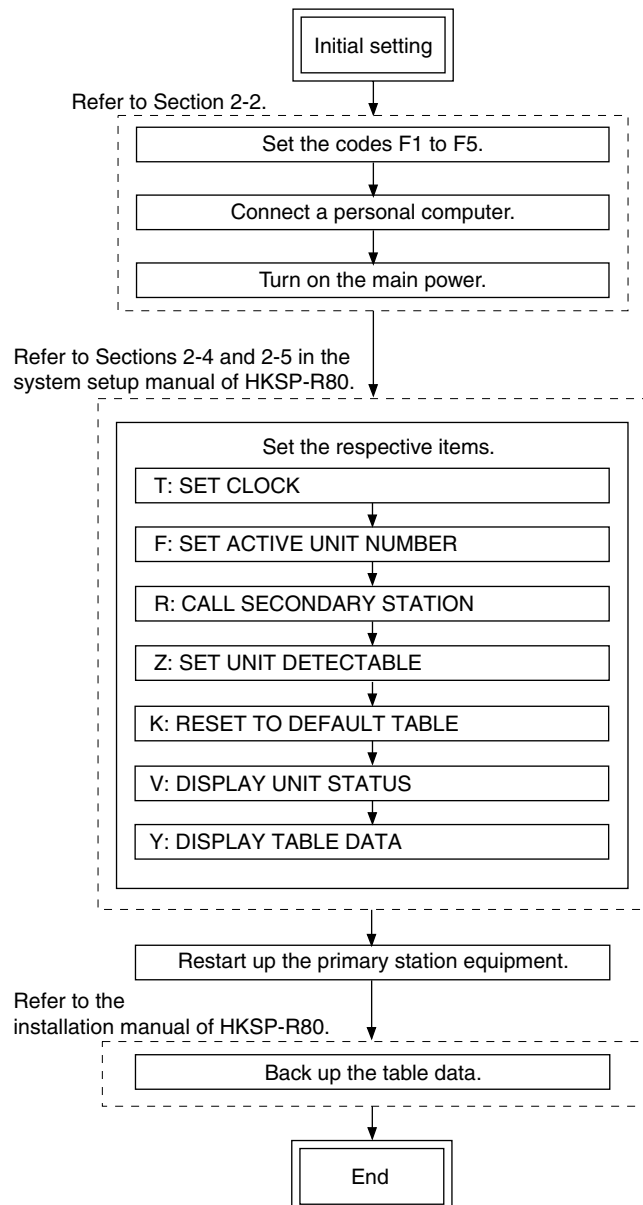 Initial setting
Refer to Section 2-2.
Set the codes F1 to F5.
Connect a personal computer.
Turn on the main power.
Refer to Sections 2-4 and 2-5 in the
system setup manual of HKSP-R80.
Set the respective items.
T: SET CLOCK
F: SET ACTIVE UNIT NUMBER
R: CALL SECONDARY STATION
Z: SET UNIT DETECTABLE
K: RESET TO DEFAULT TABLE
V: DISPLAY UNIT STATUS
Y: DISPLAY TABLE DATA
Restart up the primary station equipment.
Refer to the
installation manual of HKSP-R80.
Back up the table data.
End